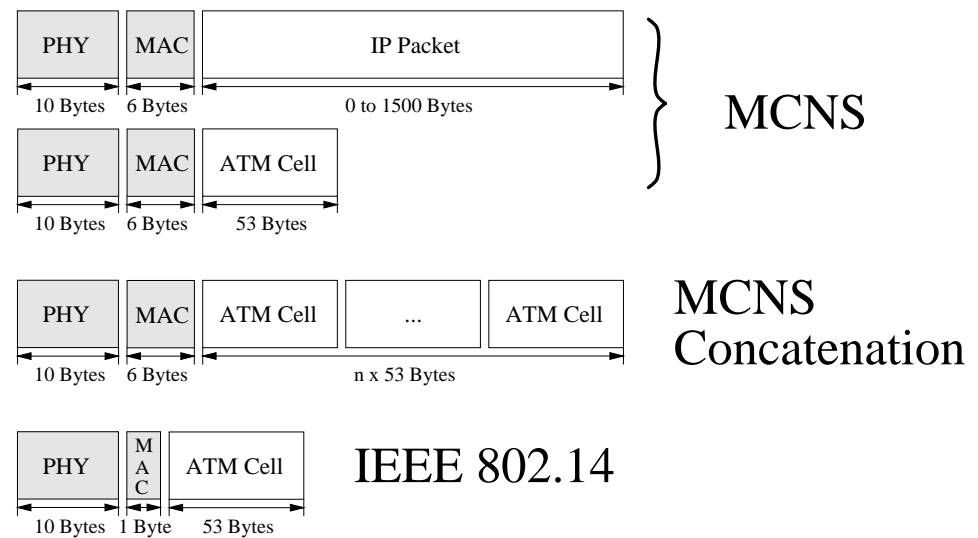 PHY MAC IP Packet
10 Bytes 6 Bytes 0 to 1500 Bytes
MCNS
PHY MAC ATM Cell
10 Bytes 6 Bytes 53 Bytes
PHY MAC ATM Cell ... ATM Cell
10 Bytes 6 Bytes n x 53 Bytes
MCNS
Concatenation
PHY MAC ATM Cell
10 Bytes 1 Byte 53 Bytes
IEEE 802.14